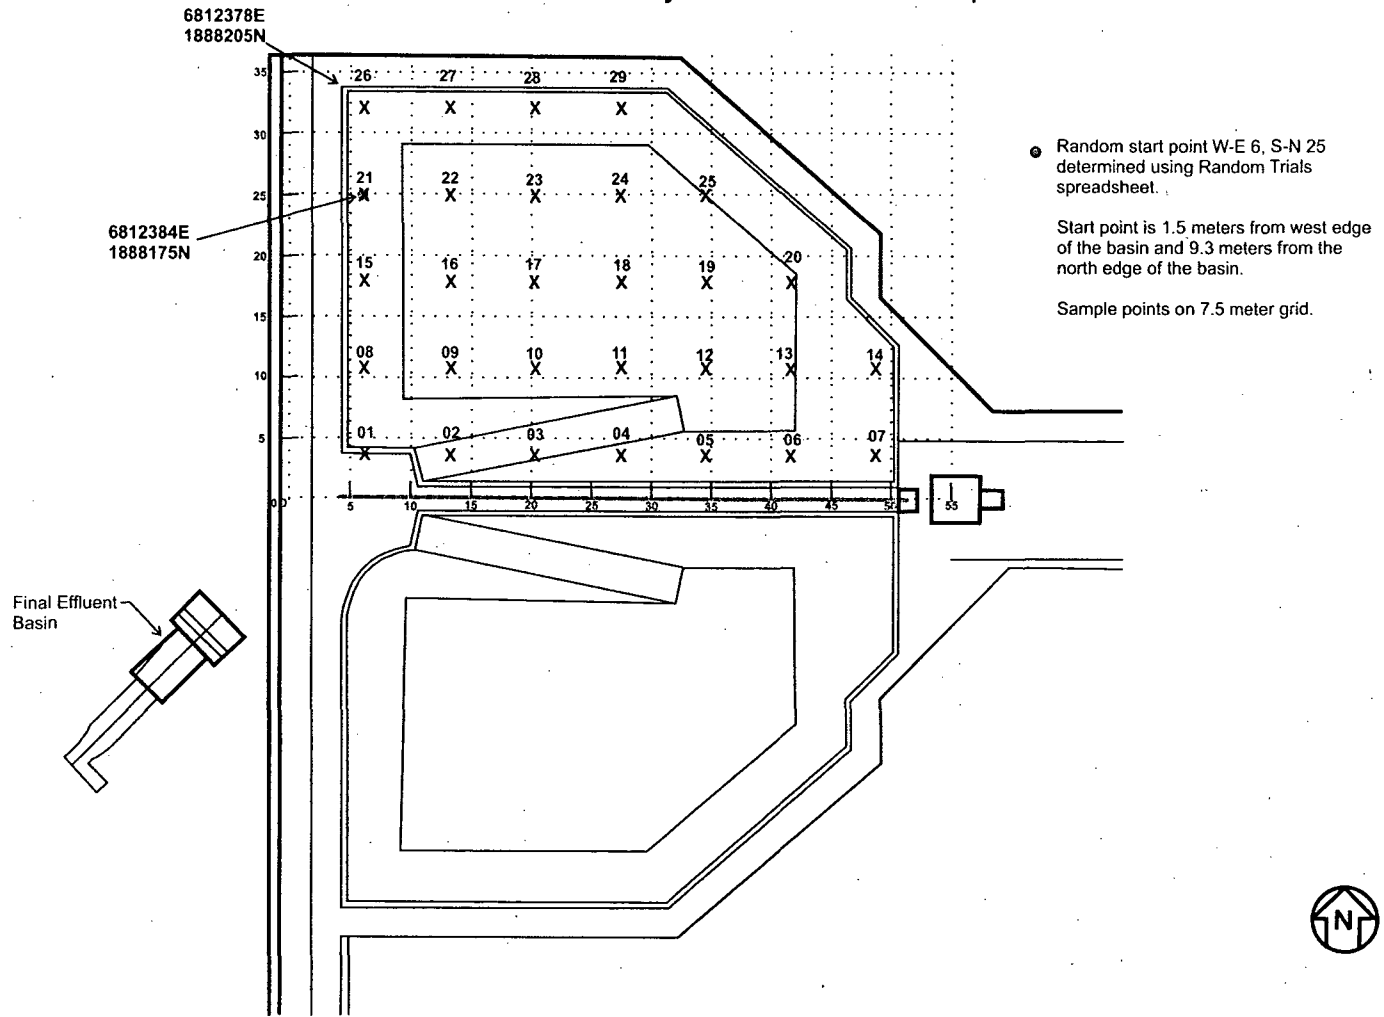 6812378E
1888205N
35
26
27
28
29
X X X X
30
21
22
23
24
25
25
X X X X X
6812384E
1888175N
20
15
16
17
18
19
20
X X X X X X
15
08
09
10
11
12
13
14
X X X X X X X
10
01
02
03
04
05
06
07
5
X X X X X X X
5
10
15
20
25
30
35
40
45
55
Random start point W-E 6, S-N 25
determined using Random Trials
spreadsheet.
Start point is 1.5 meters from west edge
of the basin and 9.3 meters from the
north edge of the basin.
Sample points on 7.5 meter grid.
Final Effluent
Basin
N